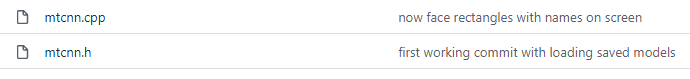 mtcnn.cpp now face rectangles with names on screen
mtcnn.h first working commit with loading saved models